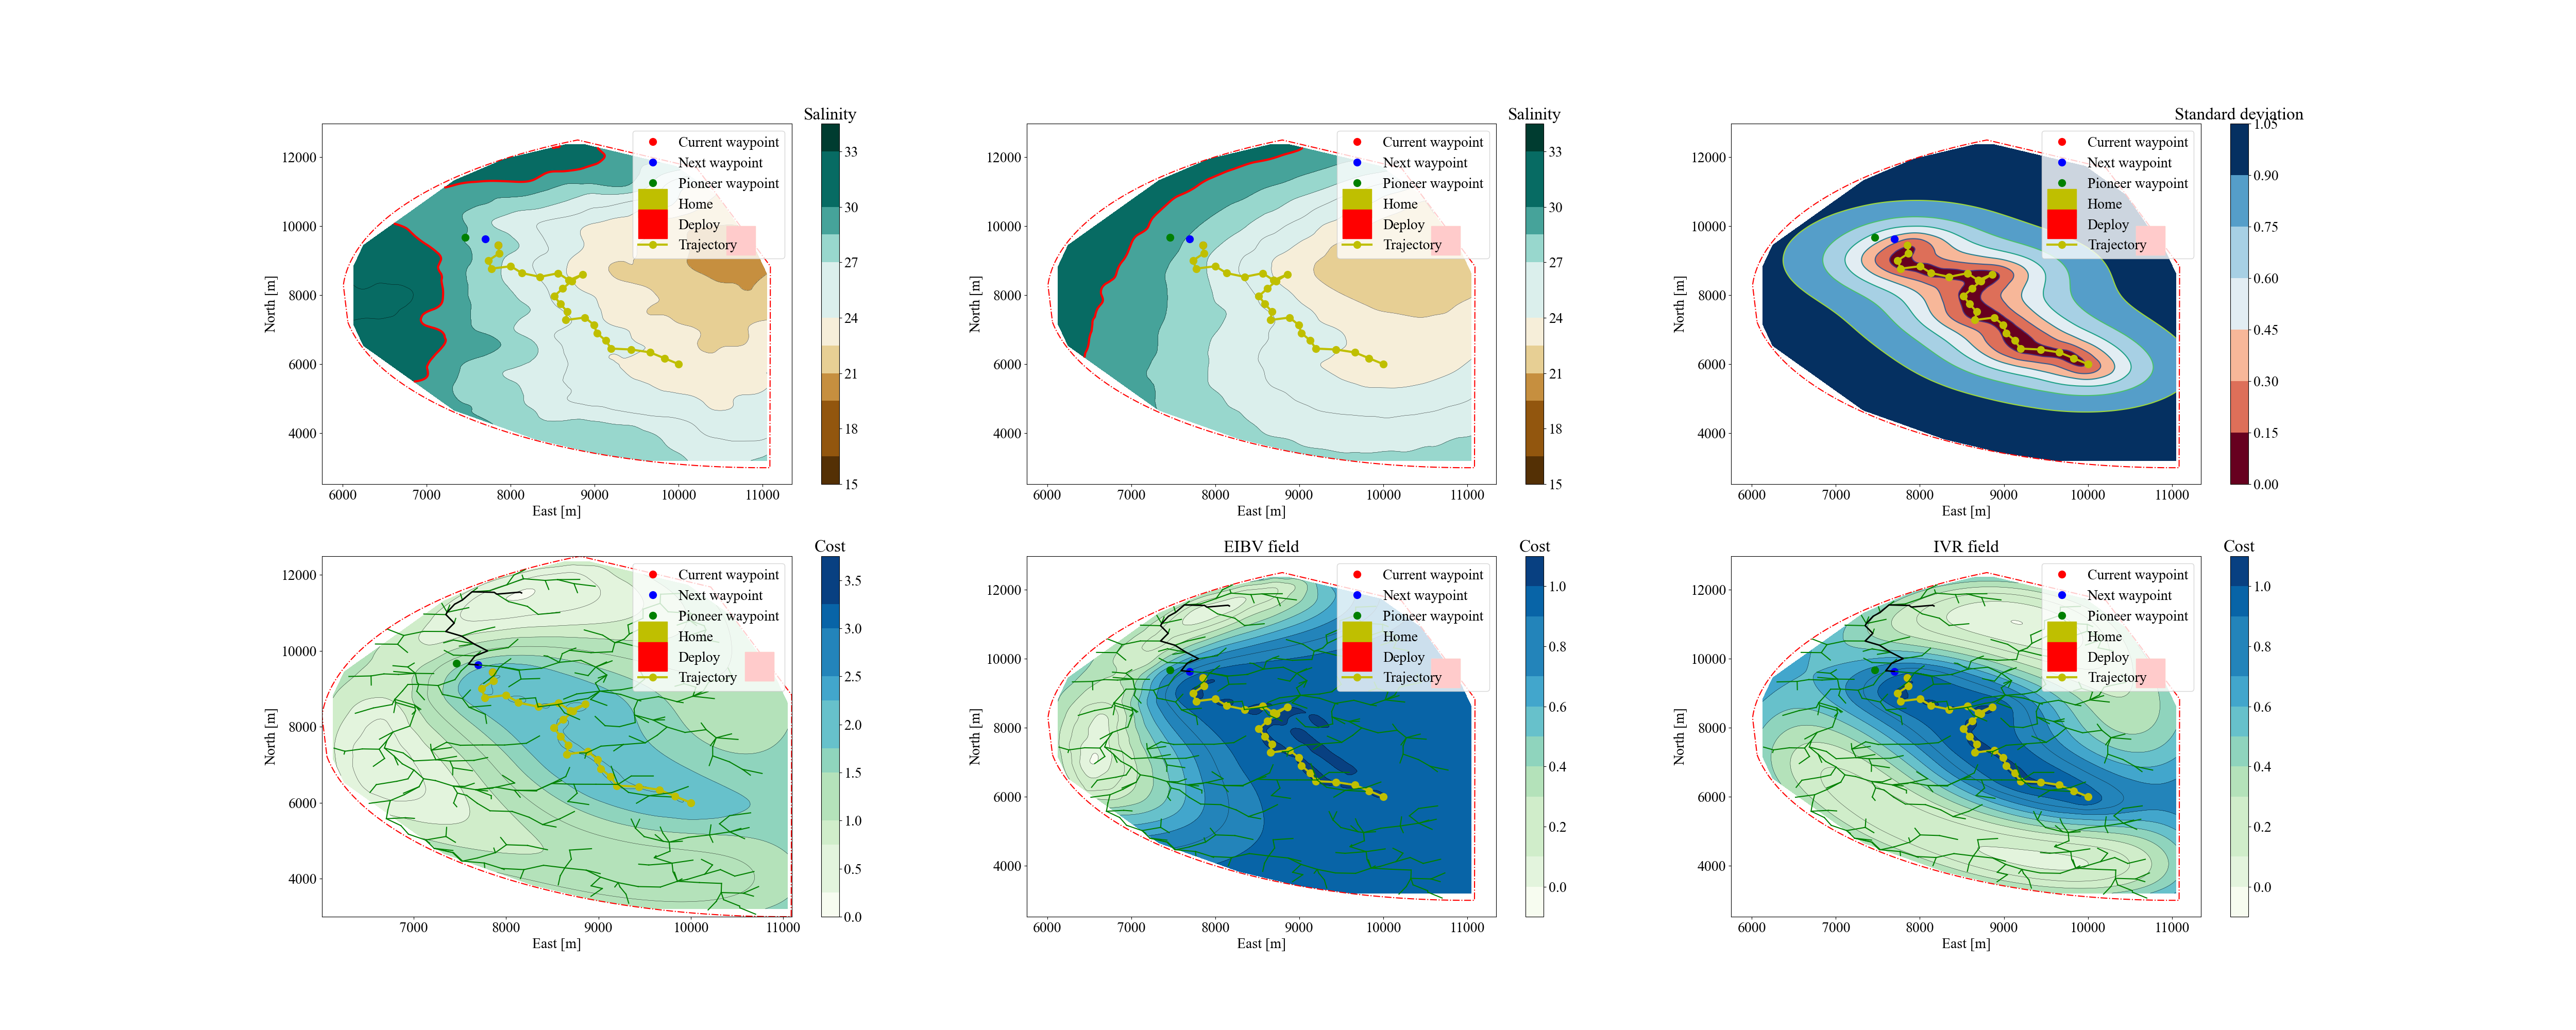 Salinity
Current waypoint
Next waypoint
Pioneer waypoint
Home
Deploy
Trajectory
12000
10000
8000
6000
4000
North [m]
6000 7000 8000 9000 10000 11000
East [m]
33
30
27
24
21
18
15
Salinity
Current waypoint
Next waypoint
Pioneer waypoint
Home
Deploy
Trajectory
12000
10000
8000
6000
4000
North [m]
6000 7000 8000 9000 10000 11000
East [m]
33
30
27
24
21
18
15
Standard deviation
Current waypoint
Next waypoint
Pioneer waypoint
Home
Deploy
Trajectory
12000
10000
8000
6000
4000
North [m]
6000 7000 8000 9000 10000 11000
East [m]
1.05
0.90
0.75
0.60
0.45
0.30
0.15
0.00
Cost
Current waypoint
Next waypoint
Pioneer waypoint
Home
Deploy
Trajectory
12000
10000
8000
6000
4000
North [m]
7000 8000 9000 10000 11000
East [m]
3.5
3.0
2.5
2.0
1.5
1.0
0.5
0.0
EIBV field
Cost
Current waypoint
Next waypoint
Pioneer waypoint
Home
Deploy
Trajectory
12000
10000
8000
6000
4000
North [m]
6000 7000 8000 9000 10000 11000
East [m]
1.0
0.8
0.6
0.4
0.2
0.0
IVR field
Cost
Current waypoint
Next waypoint
Pioneer waypoint
Home
Deploy
Trajectory
12000
10000
8000
6000
4000
North [m]
6000 7000 8000 9000 10000 11000
East [m]
1.0
0.8
0.6
0.4
0.2
0.0